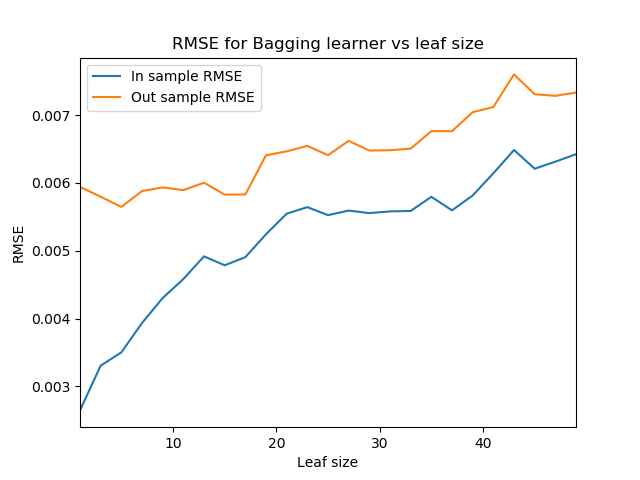 RMSE for Bagging learner vs leaf size
In sample RMSE
Out sample RMSE
0.007
0.006
0.005
0.004
0.003
RMSE
10
20
30
40
Leaf size